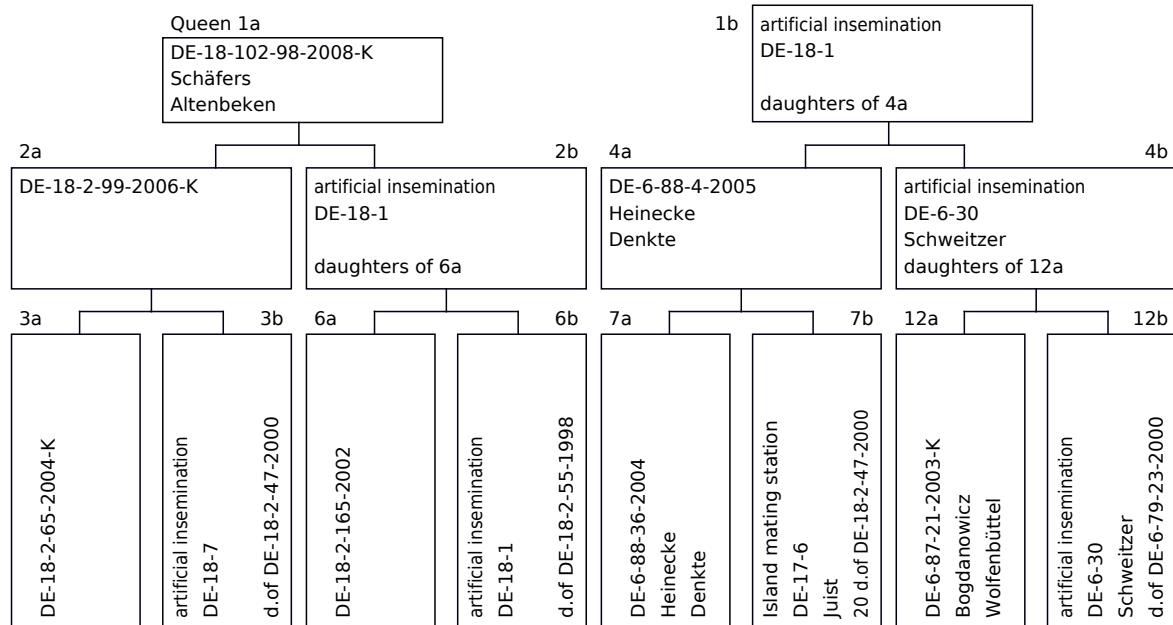 Queen 1a
DE-18-102-98-2008-K
Schäfers
Altenbeken
1b
artificial insemination
DE-18-1
daughters of 4a
2a
DE-18-2-99-2006-K
2b
artificial insemination
DE-18-1
daughters of 6a
4a
DE-6-88-4-2005
Heinecke
Denkte
4b
artificial insemination
DE-6-30
Schweitzer
daughters of 12a
3a
DE-18-2-65-2004-K
3b
artificial insemination
DE-18-7
d.of DE-18-2-47-2000
6a
DE-18-2-165-2002
6b
artificial insemination
DE-18-1
d.of DE-18-2-55-1998
7a
DE-6-88-36-2004
Heinecke
Denkte
7b
Island mating station
DE-17-6
Juist
20 d.of DE-18-2-47-2000
12a
DE-6-87-21-2003-K
Bogdanowicz
Wolfenbüttel
12b
artificial insemination
DE-6-30
Schweitzer
d.of DE-6-79-23-2000